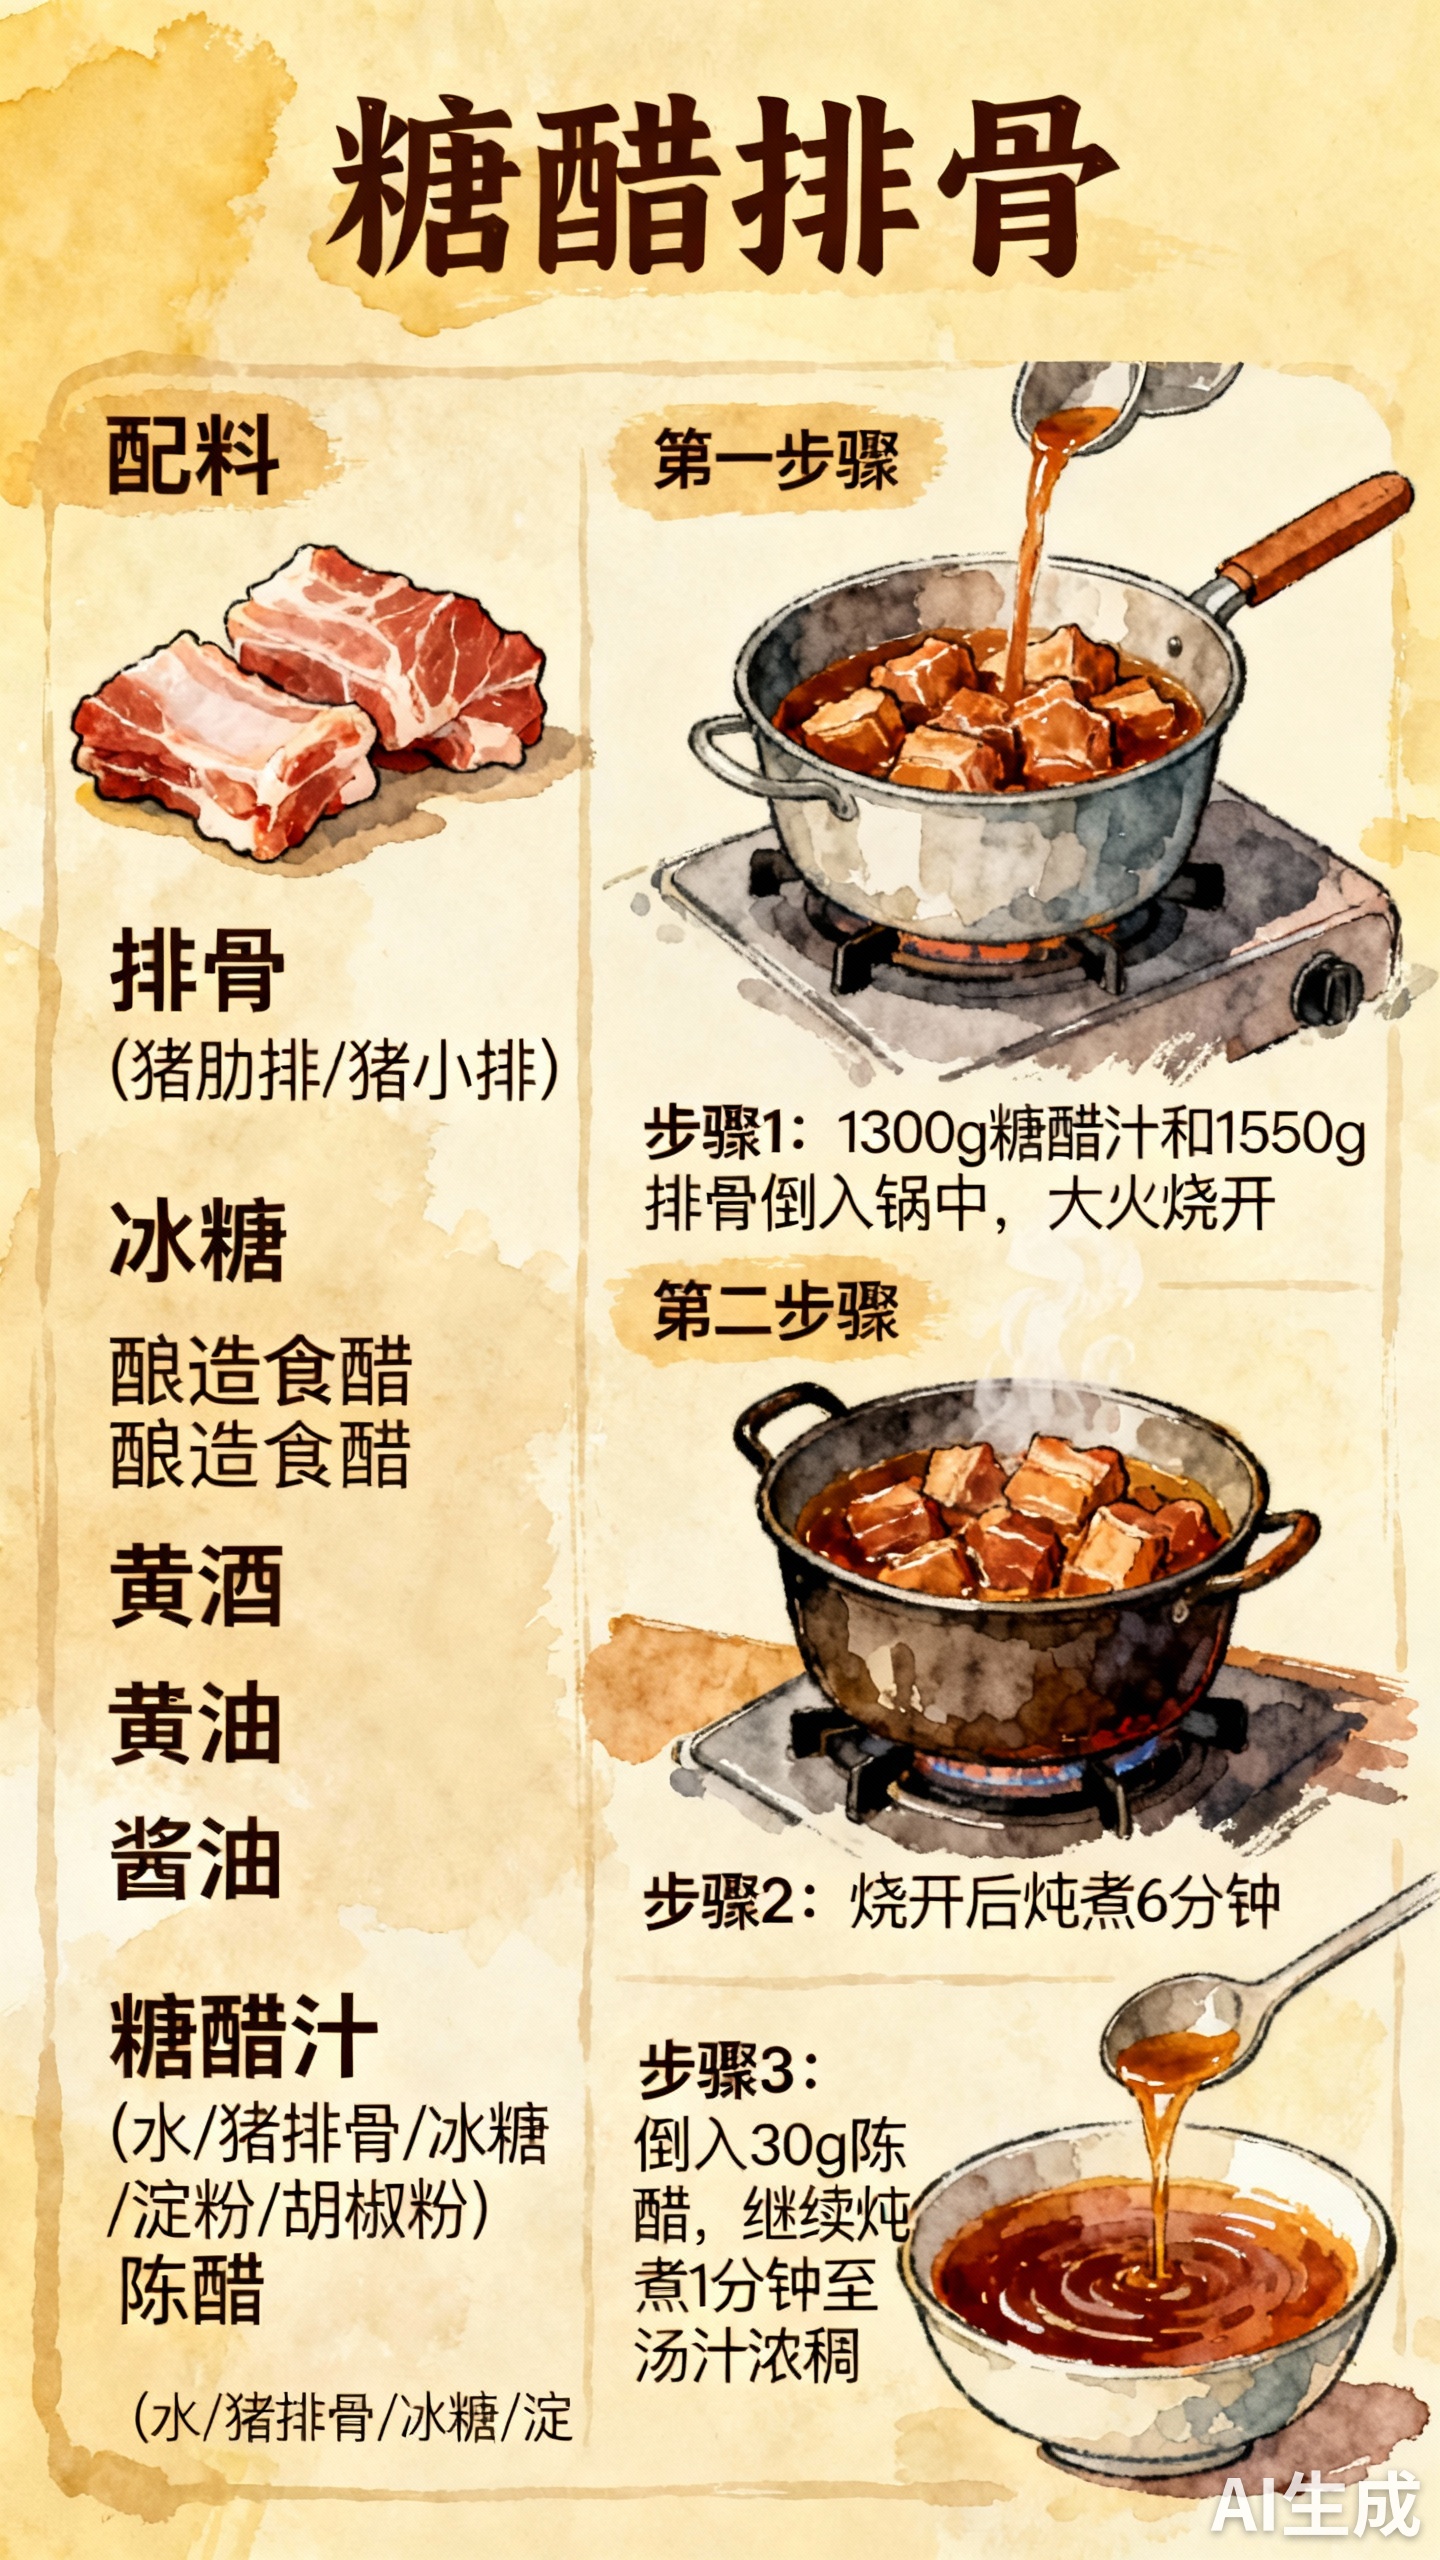 糖醋排骨
配料
排骨
(猪肋排/猪小排)
冰糖
酿造食醋
酿造食醋
黄酒
黄油
酱油
糖醋汁
(水/猪排骨/冰糖
/淀粉/胡椒粉)
陈醋
(水/猪排骨/冰糖/淀
第一步骤
步骤1：1300g糖醋汁和1550g
排骨倒入锅中，大火烧开
第二步骤
步骤2：烧开后炖煮6分钟
步骤3：
倒入30g陈
醋，继续炖
煮1分钟至
汤汁浓稠
AI生成